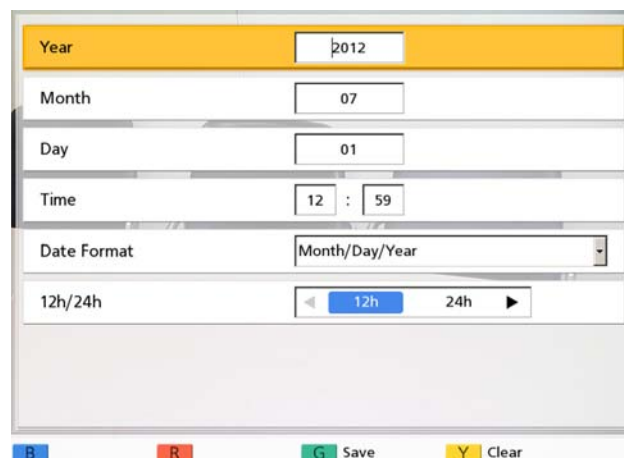 Year 2012
Month 07
Day 01
Time 12 : 59
Date Format Month/Day/Year
12h/24h 12h 24h
B R G Save Y Clear